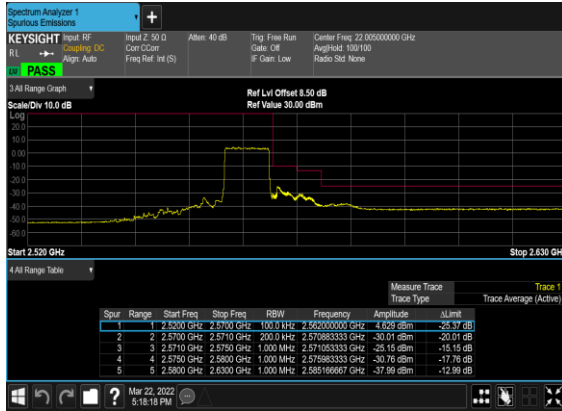 Spectrum Analyzer 1
Spurious Emissions
KEYSIGHT Input: RF Input Z: 50 Ω Atten: 40 dB Trig: Free Run Center Freq: 22.005000000 GHz
RL Coupling: DC Corr CCorr Gate: Off Avg|Hold: 100/100
Align: Auto Freq Ref: Int (S) IF Gain: Low Radio Std: None
PASS
3 All Range Graph
Ref Lvl Offset 8.50 dB
Scale/Div 10.0 dB Ref Value 30.00 dBm
Log
20.0
10.0
0.00
-10.0
-20.0
-30.0
-40.0
-50.0
-60.0
Start 2.520 GHz Stop 2.630 GH
4 All Range Table
Measure Trace Trace 1
Trace Type Trace Average (Active)
Spur Range Start Freq Stop Freq RBW Frequency Amplitude ΔLimit
1 1 2.5200 GHz 2.5700 GHz 100.0 kHz 2.562000000 GHz 4.629 dBm -25.37 dB
2 2 2.5700 GHz 2.5710 GHz 200.0 kHz 2.570883333 GHz -30.01 dBm -20.01 dB
3 3 2.5710 GHz 2.5750 GHz 1.000 MHz 2.571053333 GHz -25.15 dBm -15.15 dB
4 4 2.5750 GHz 2.5800 GHz 1.000 MHz 2.575983333 GHz -30.76 dBm -17.76 dB
5 5 2.5800 GHz 2.6300 GHz 1.000 MHz 2.585166667 GHz -37.99 dBm -12.99 dB
Mar 22, 2022
5:18:18 PM